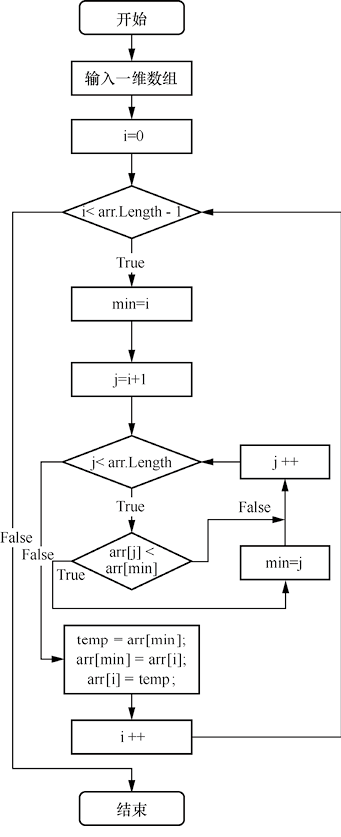 开始
输入一维数组
i=0
i< arr.Length - 1
True
min=i
j=i+1
j< arr.Length
j ++
True
False
False
False
arr[j] <
arr[min]
True
min=j
temp = arr[min];
arr[min] = arr[i];
arr[i] = temp;
i ++
结束